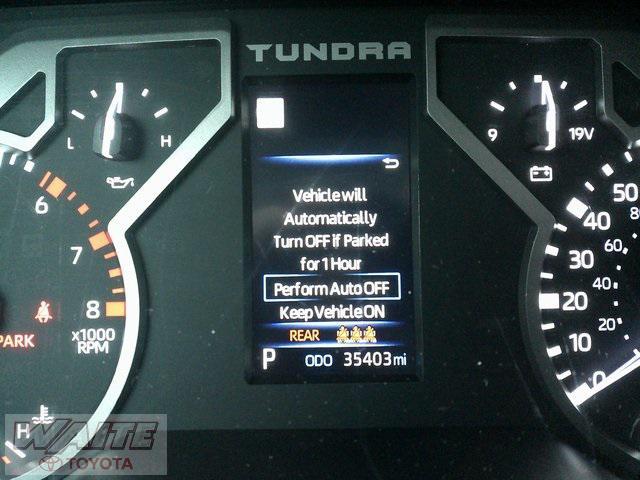 TUNDRA
L H
9 19V
Vehicle will
Automatically
Turn OFF if Parked
for 1 Hour
Perform Auto OFF
Keep Vehicle ON
REAR
P ODO 35403 mi
6
7
8
x1000
RPM
PARK
H
50
40
30
20
10
0
80
60
40
20
WAITE
TOYOTA